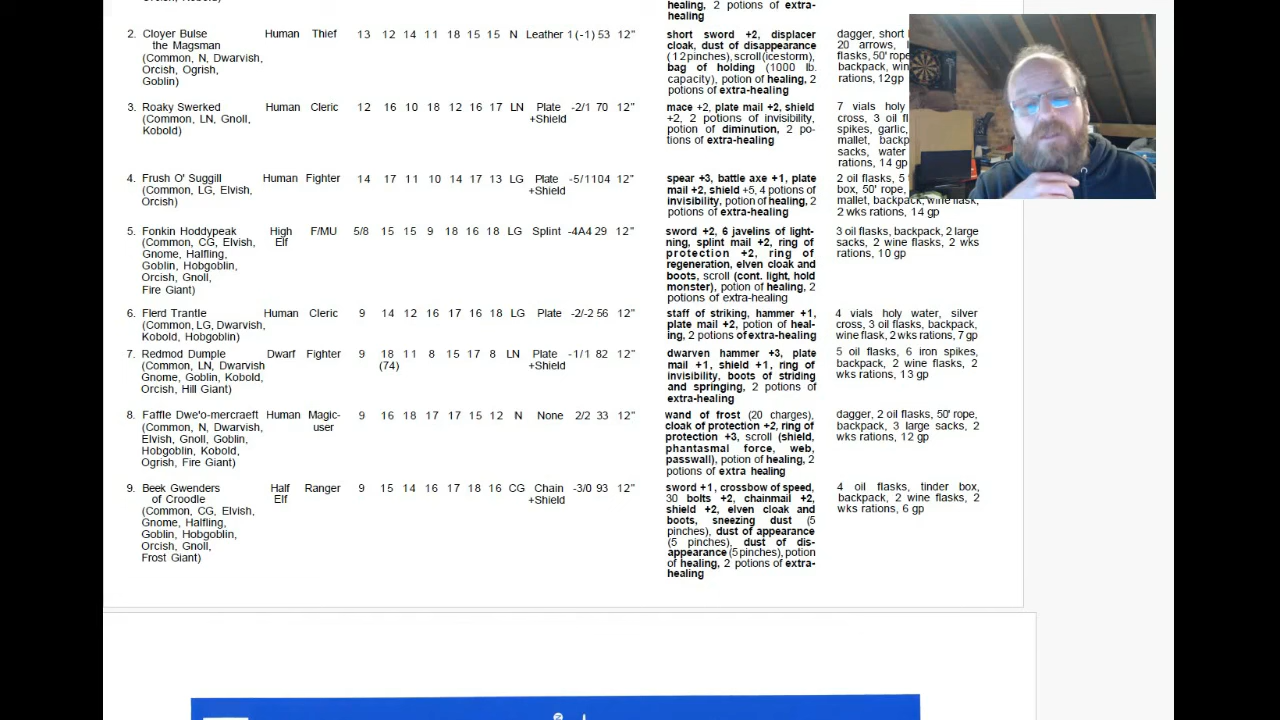 Orcish, Kobold)
healing, 2 potions of extra-
healing
2. Cloyer Bulse Human Thief 13 12 14 11 18 15 15 N Leather 1(-1) 53 12" short sword +2, displacer dagger, short
the Magsman cloak, dust of disappearance 20 arrows,
(Common, N, Dwarvish, (12pinches), scroll(icestorm), flasks, 50' rope
Orcish, Ogrish, bag of holding (1000 lb. backpack,
Goblin) capacity), potion of healing, 2 rations, 12gp
potions of extra-healing
3. Roaky Swerked Human Cleric 12 16 10 18 12 16 17 LN Plate -2/1 70 12" mace +2, plate mail +2, shield 7 vials holy
(Common, LN, Gnoll, +Shield +2, 2 potions of invisibility, cross, 3 oil
Kobold) potion of diminution, 2 po- spikes, garlic,
tions of extra-healing mallet,
sacks, water
rations, 14 gp
4. Frush O' Suggill Human Fighter 14 17 11 10 14 17 13 LG Plate -5/1104 12" spear +3, battle axe +1, plate 2 oil flasks, 5
(Common, LG, Elvish, +Shield mail +2, shield +5, 4 potions of box, 50' rope,
Orcish) invisibility, potion of healing, 2 mallet, backpack, wine flask,
potions of extra-healing 2 wks rations, 14 gp
5. Fonkin Hoddypeak High F/MU 5/8 15 15 9 18 16 18 LG Splint -4A4 29 12" sword +2, 6 javelins of light- 3 oil flasks, backpack, 2 large
(Common, CG, Elvish, Elf ning, splint mail +2, ring of sacks, 2 wine flasks, 2 wks
Gnome, Halfling, protection +2, ring of rations, 10 gp
Goblin, Hobgoblin, regeneration, elven cloak and
Orcish, Gnoll, boots, scroll (cont. light, hold
Fire Giant) monster), potion of healing, 2
potions of extra-healing
6. Flerd Trantle Human Cleric 9 14 12 16 17 16 18 LG Plate -2/-2 56 12" staff of striking, hammer +1, 4 vials holy water, silver
(Common, LG, Dwarvish, plate mail +2, potion of heal- cross, 3 oil flasks, backpack,
Kobold, Hobgoblin) ing, 2 potions of extra-healing wine flask, 2 wks rations, 7 gp
7. Redmod Dumple Dwarf Fighter 9 18 11 8 15 17 8 LN Plate -1/1 82 12" dwarven hammer +3, plate 5 oil flasks, 6 iron spikes,
(Common, LN, Dwarvish (74) +Shield mail +1, shield +1, ring of backpack, 2 wine flasks, 2
Gnome, Goblin, Kobold, invisibility, boots of striding wks rations, 13 gp
Orcish, Hill Giant) and springing, 2 potions of
extra-healing
8. Faffle Dwe'o-mercraeft Human Magic- 9 16 18 17 17 15 12 N None 2/2 33 12" wand of frost (20 charges), dagger, 2 oil flasks, 50' rope,
(Common, N, Dwarvish, user cloak of protection +2, ring of backpack, 3 large sacks, 2
Elvish, Gnoll, Goblin, protection +3, scroll (shield, wks rations, 12 gp
Hobgoblin, Kobold, phantasmal force, web,
Ogrish, Fire Giant) passwall), potion of healing, 2
potions of extra healing
9. Beek Gwenders Half Ranger 9 15 14 16 17 18 16 CG Chain -3/0 93 12" sword +1, crossbow of speed, 4 oil flasks, tinder box,
of Croodle Elf +Shield 30 bolts +2, chainmail +2, backpack, 2 wine flasks, 2
(Common, CG, Elvish, shield +2, elven cloak and wks rations, 6 gp
Gnome, Halfling, boots, sneezing dust (5
Goblin, Hobgoblin, pinches), dust of appearance
Orcish, Gnoll, (5 pinches), dust of dis-
Frost Giant) appearance (5 pinches), potion
of healing, 2 potions of extra-
healing